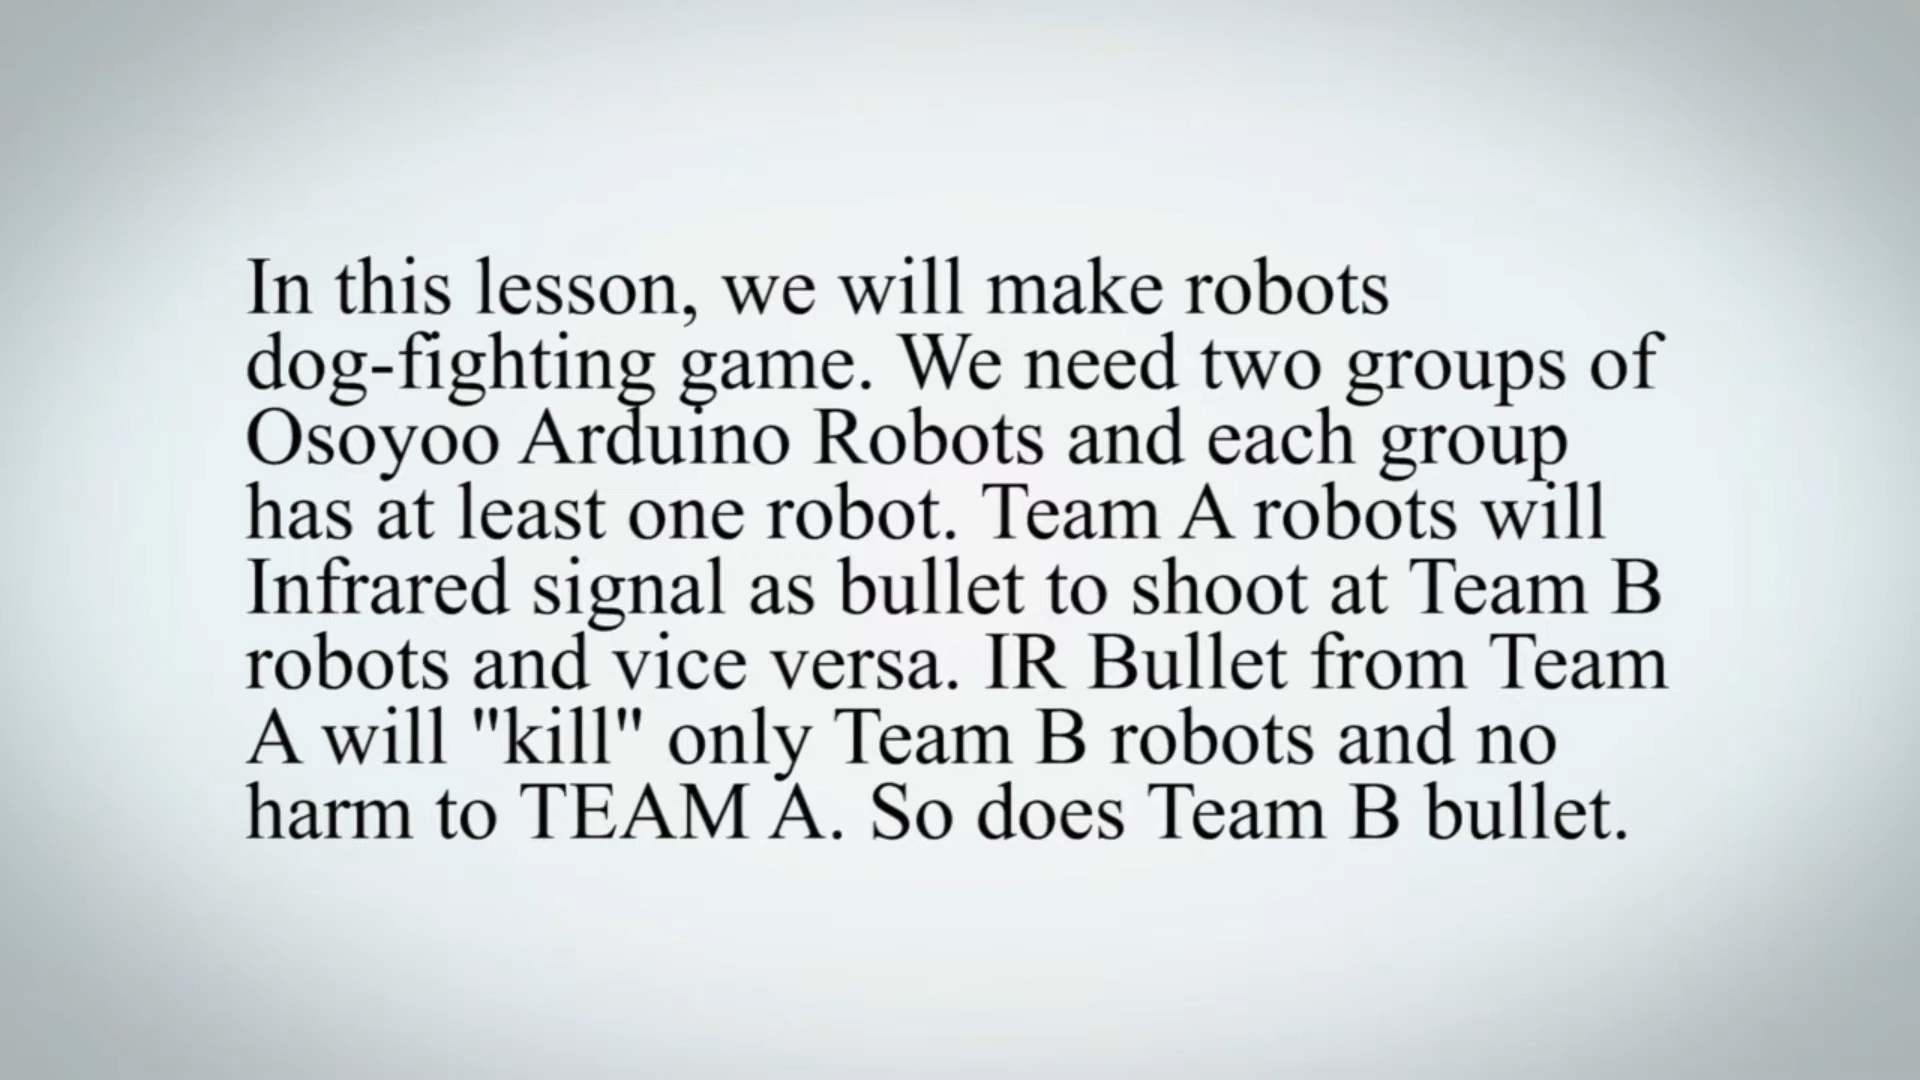 In this lesson, we will make robots
dog-fighting game. We need two groups of
Osoyoo Arduino Robots and each group
has at least one robot. Team A robots will
Infrared signal as bullet to shoot at Team B
robots and vice versa. IR Bullet from Team
A will "kill" only Team B robots and no
harm to TEAM A. So does Team B bullet.